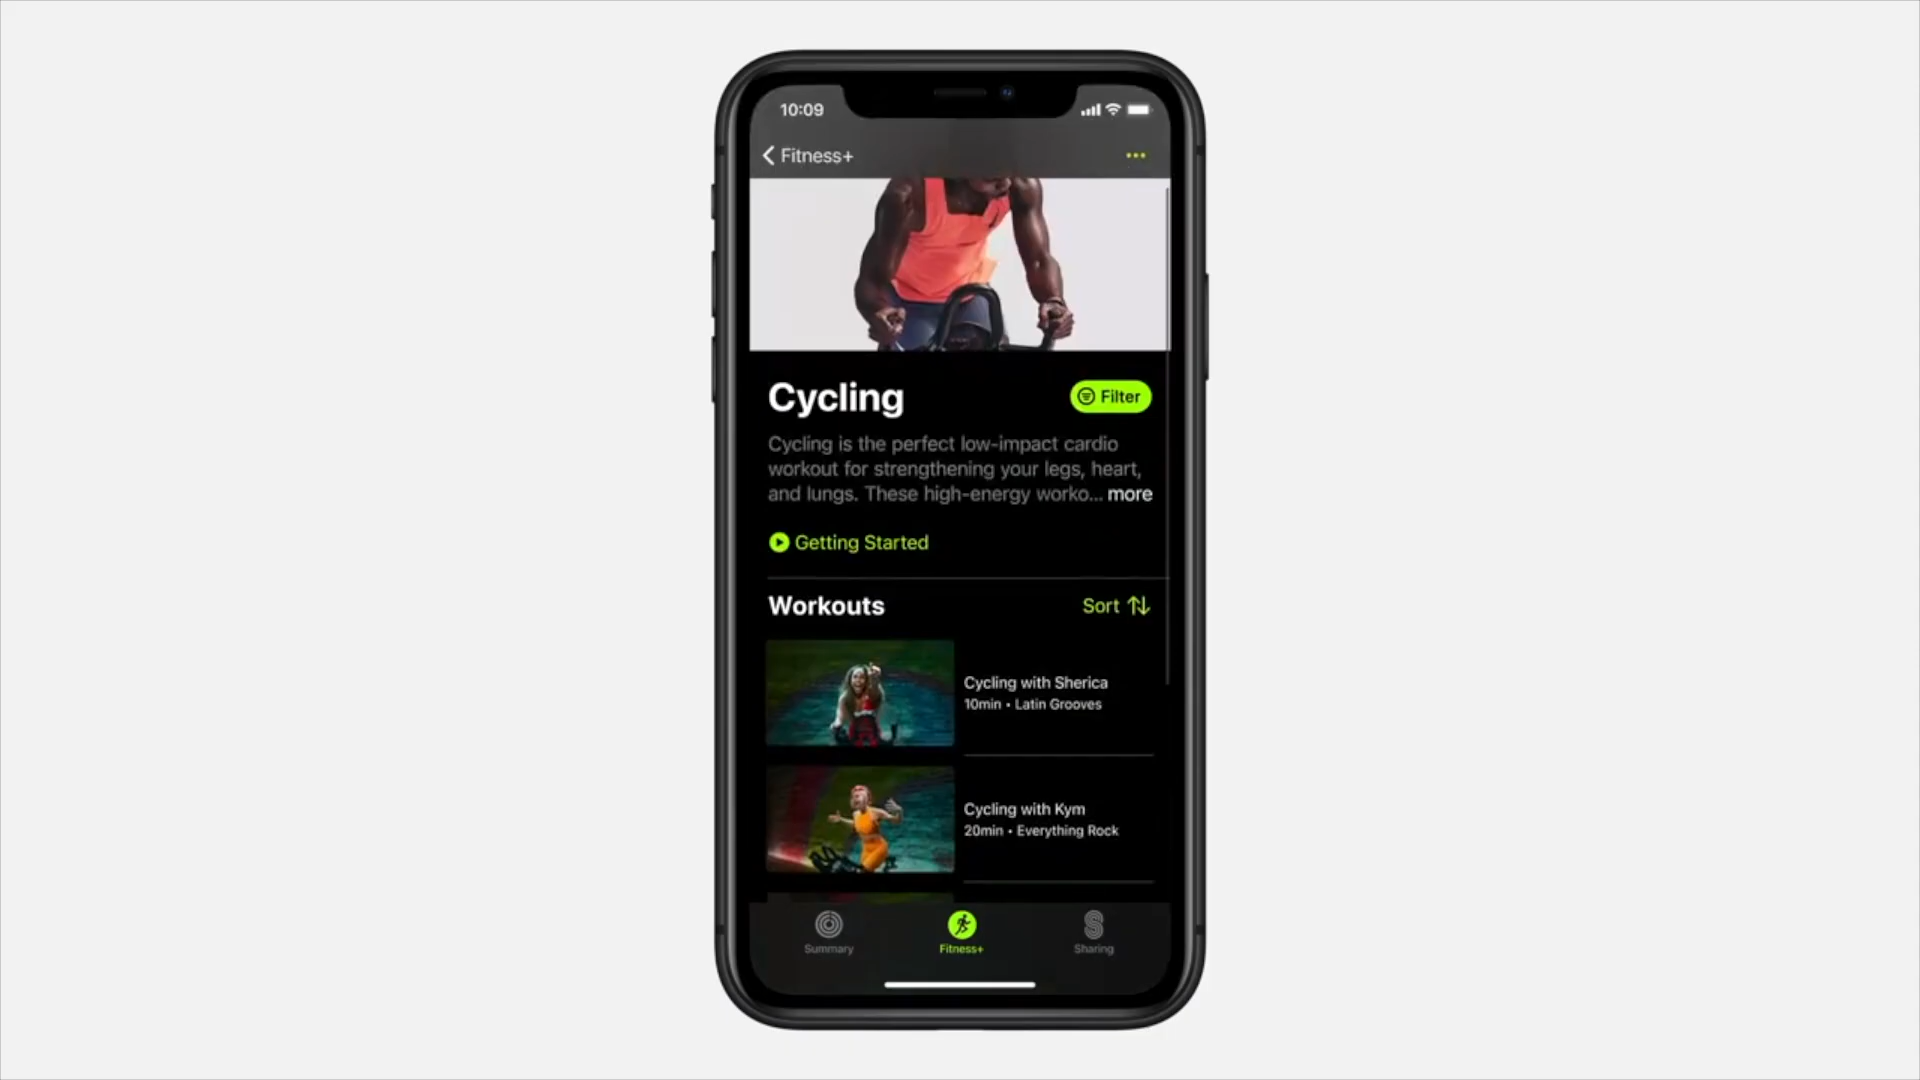 10:09
Fitness+
Cycling
Filter
Cycling is the perfect low-impact cardio
workout for strengthening your legs, heart,
and lungs. These high-energy worko... more
Getting Started
Workouts
Sort
Cycling with Sherica
10min • Latin Grooves
Cycling with Kym
20min • Everything Rock
Summary
Fitness+
Sharing